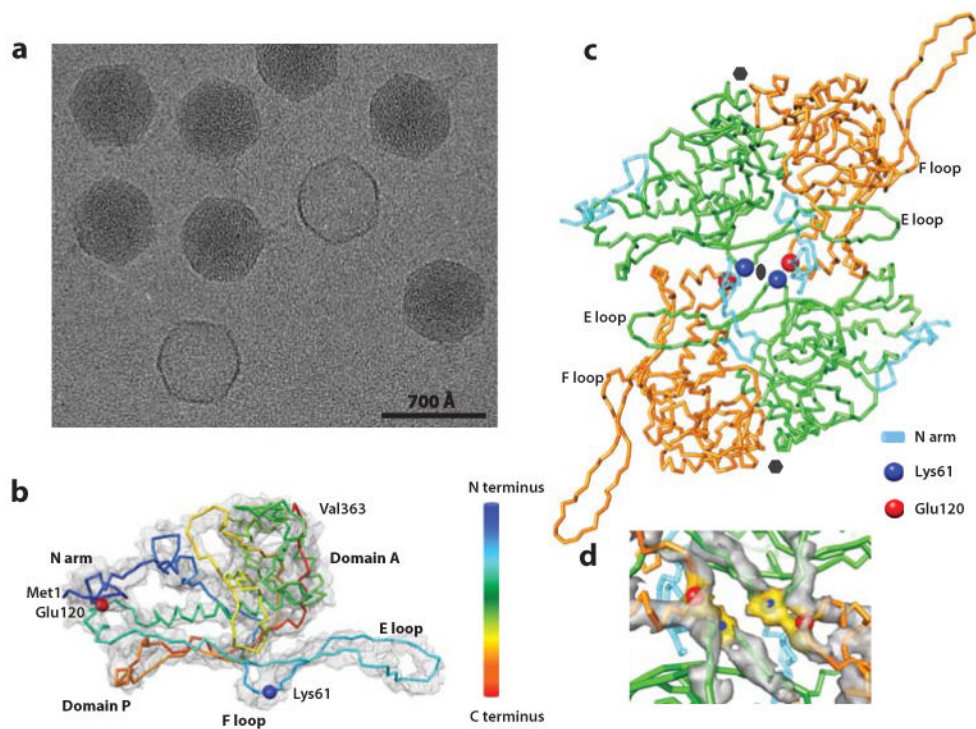 a
700 Å
b
N arm
Met1
Glu120
Domain P
F loop
Lys61
E loop
Domain A
Val363
N terminus
C terminus
c
F loop
E loop
E loop
F loop
N arm
Lys61
Glu120
d